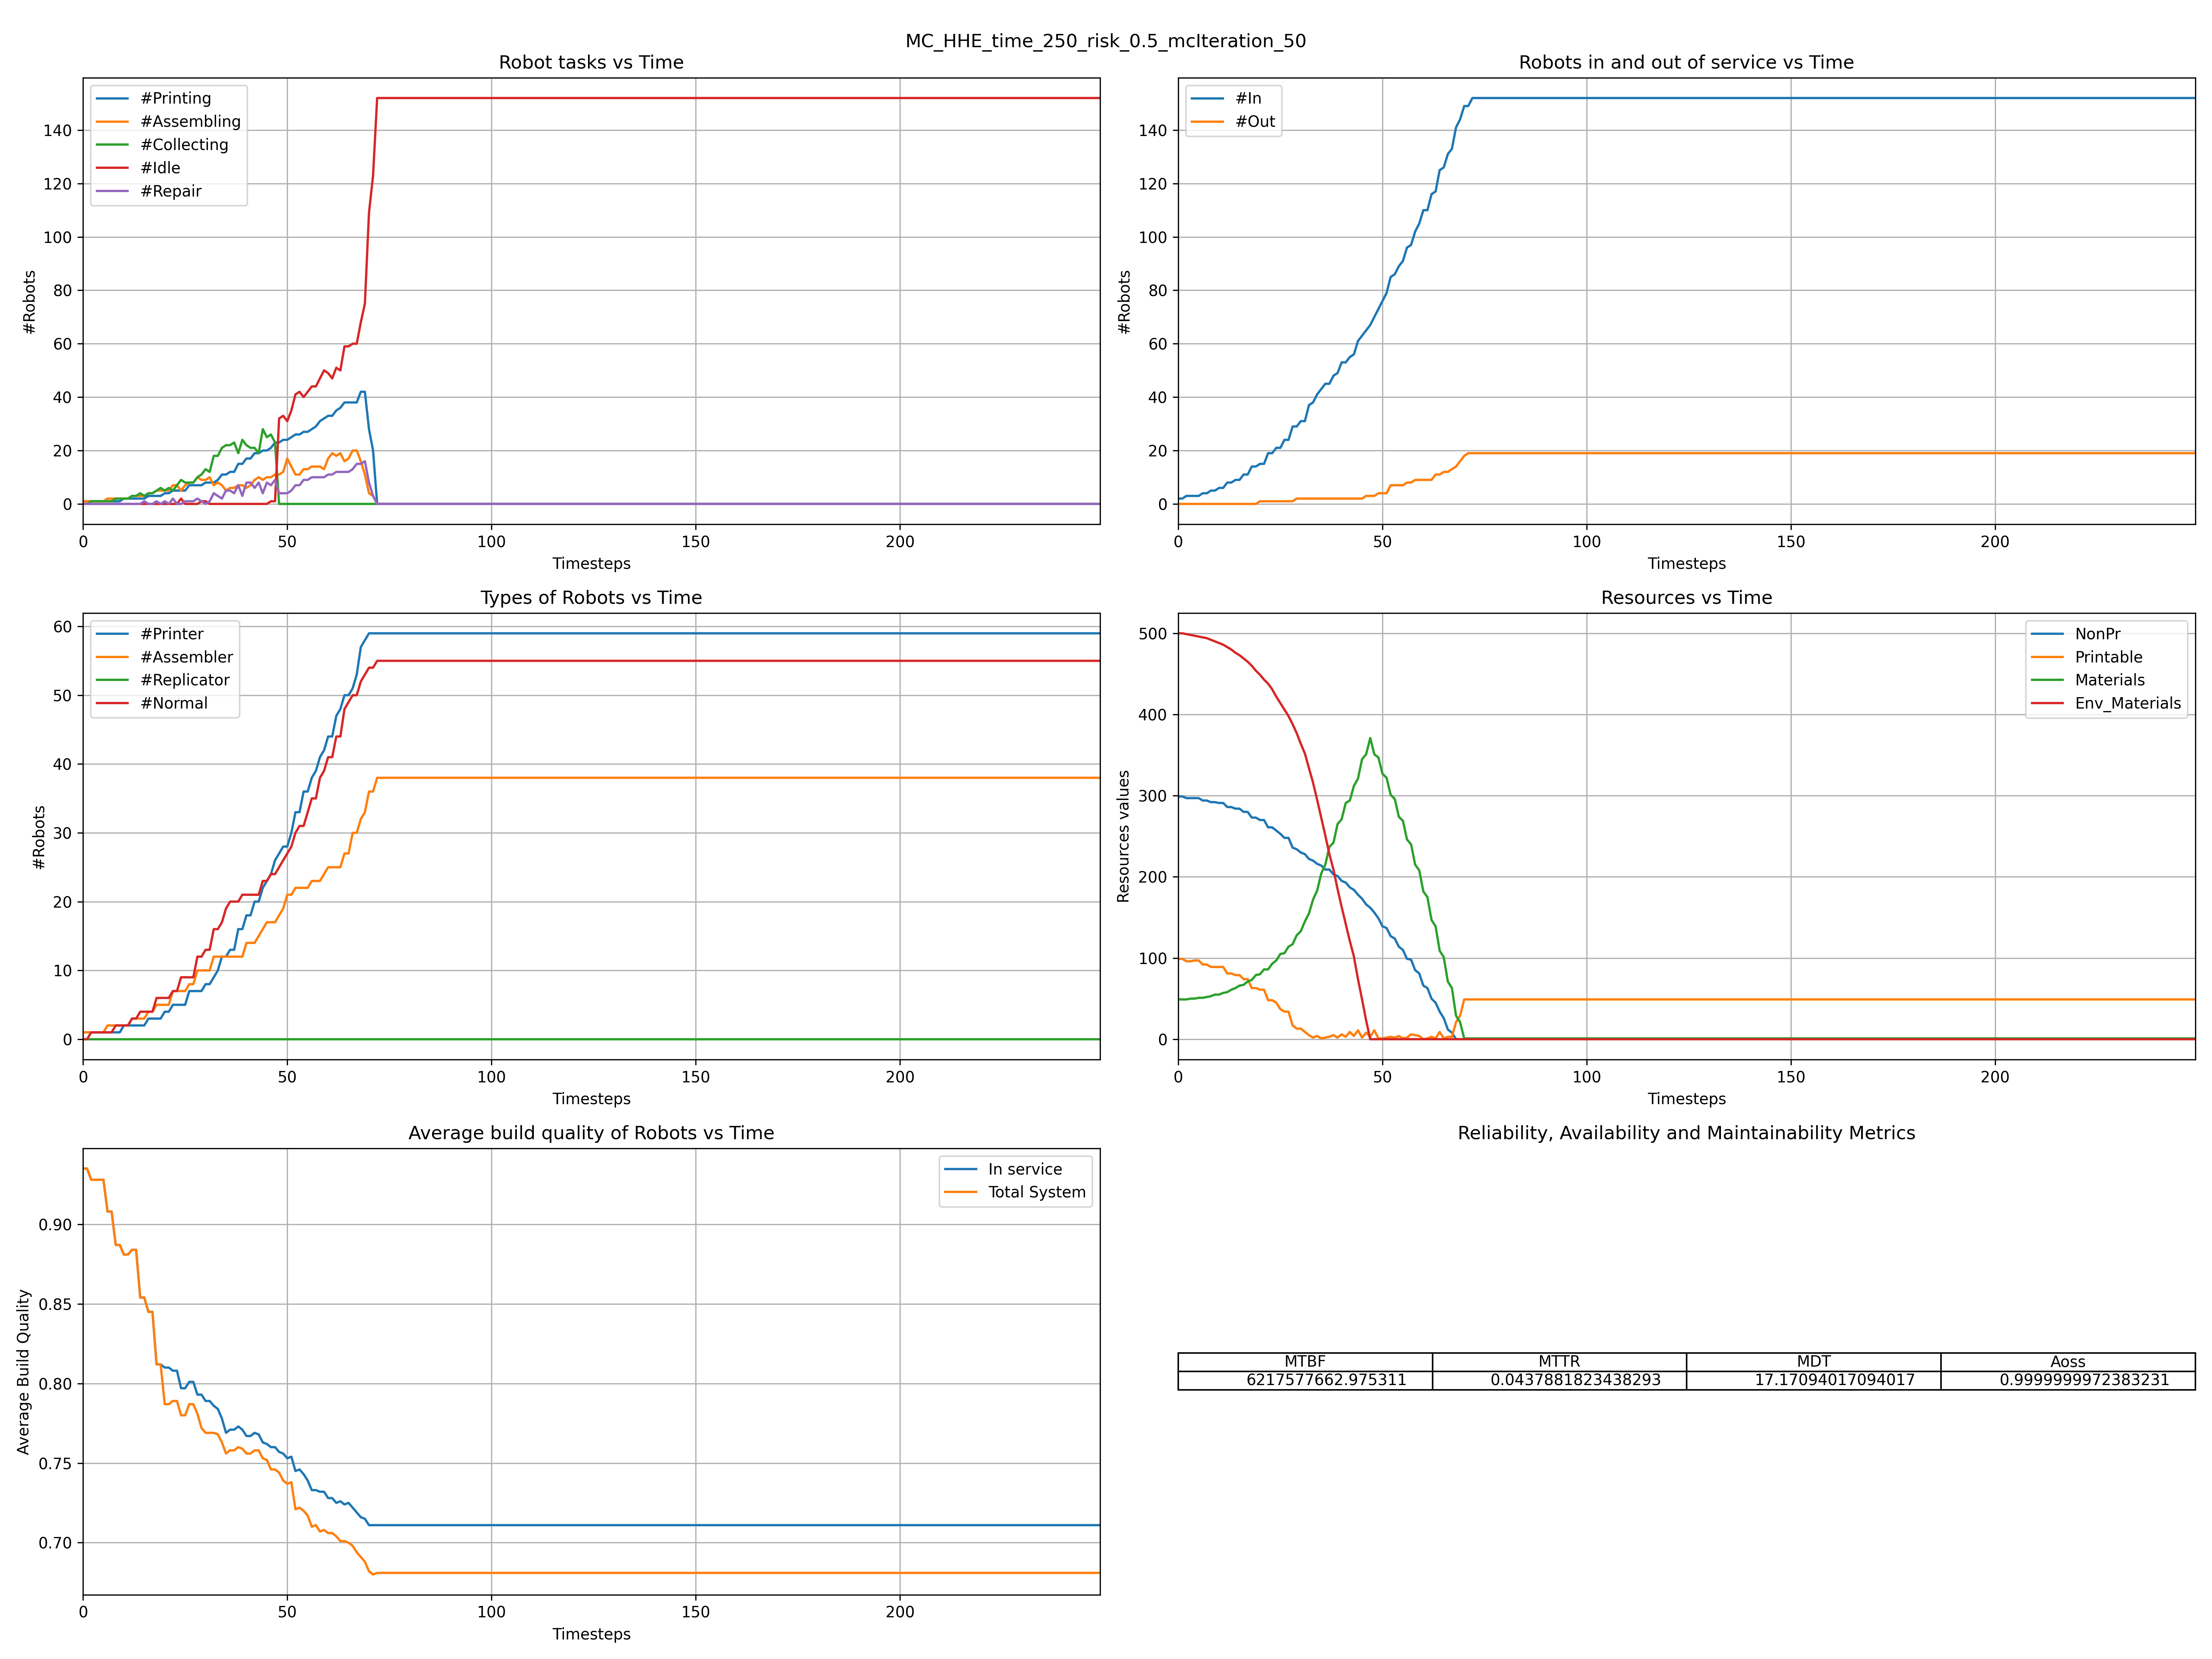 MC_HHE_time_250_risk_0.5_mcIteration_50
Robot tasks vs Time
#Printing
#Assembling
#Collecting
#Idle
#Repair
#Robots
0
20
40
60
80
100
120
140
0 50 100 150 200
Timesteps
Robots in and out of service vs Time
#In
#Out
#Robots
0
20
40
60
80
100
120
140
0 50 100 150 200
Timesteps
Types of Robots vs Time
#Printer
#Assembler
#Replicator
#Normal
#Robots
0
10
20
30
40
50
60
0 50 100 150 200
Timesteps
Resources vs Time
NonPr
Printable
Materials
Env_Materials
Resources values
0
100
200
300
400
500
0 50 100 150 200
Timesteps
Average build quality of Robots vs Time
In service
Total System
Average Build Quality
0.70
0.75
0.80
0.85
0.90
0 50 100 150 200
Timesteps
Reliability, Availability and Maintainability Metrics
MTBF MTTR MDT Aoss
6217577662.975311 0.0437881823438293 17.17094017094017 0.9999999972383231